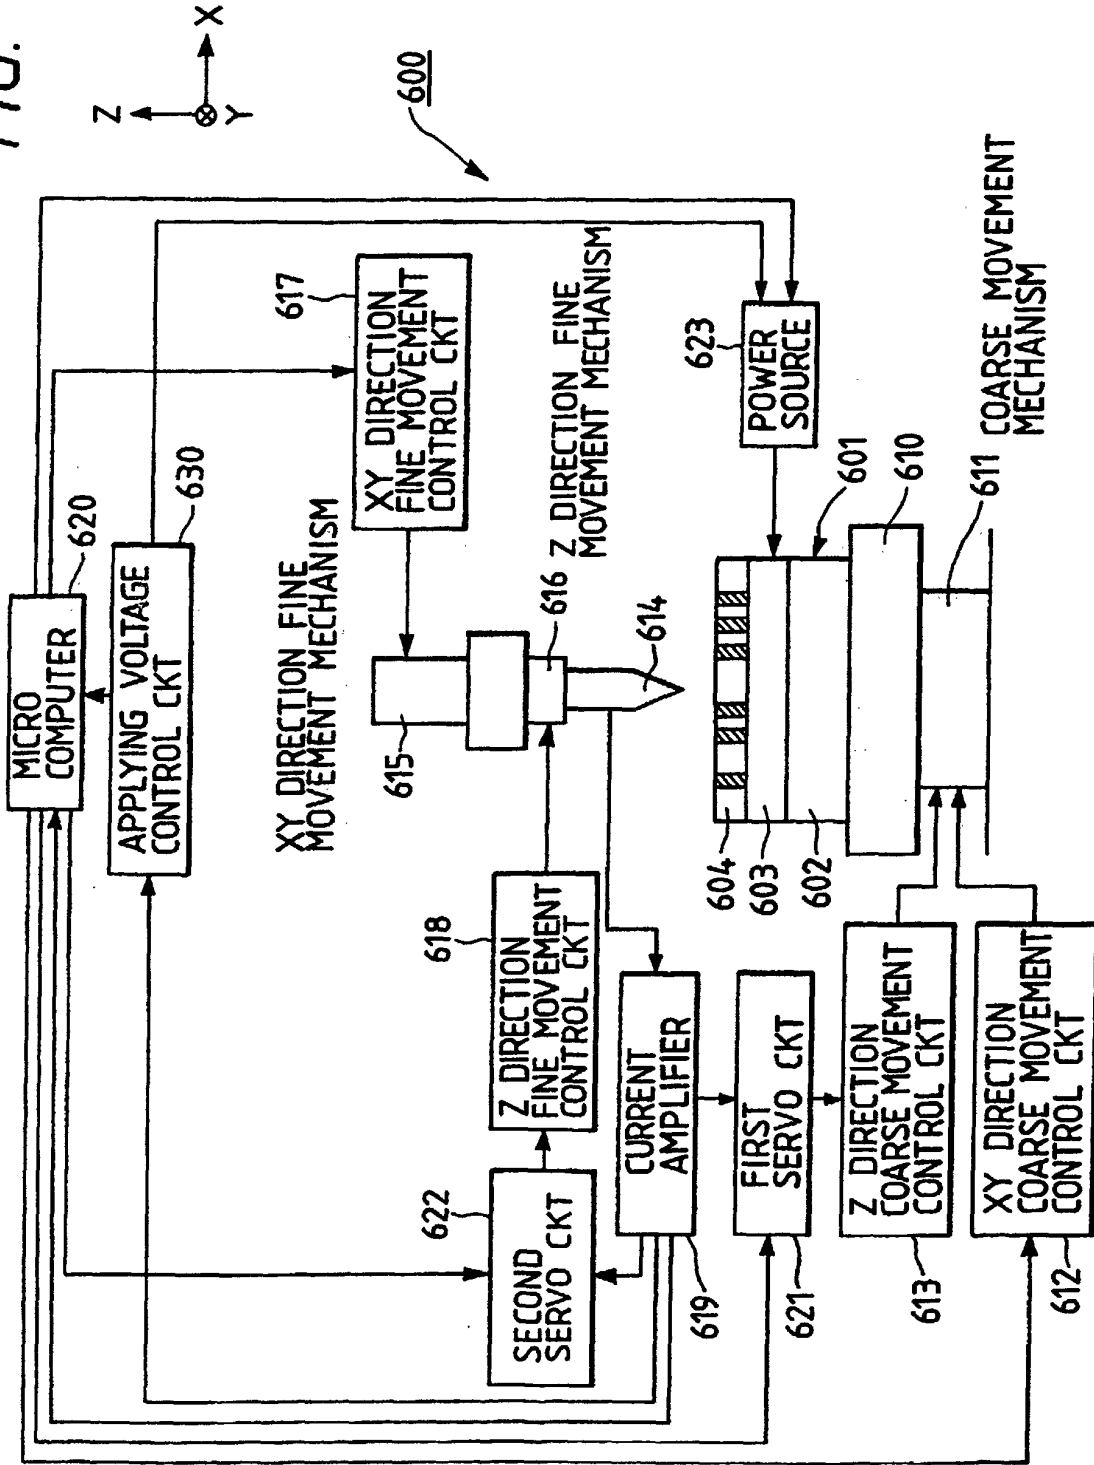 FIG.
Z
X
Y
600
MICRO
COMPUTER
620
APPLYING VOLTAGE
CONTROL CKT
630
XY DIRECTION FINE
MOVEMENT MECHANISM
617
XY DIRECTION
FINE MOVEMENT
CONTROL CKT
615
616
Z DIRECTION FINE
MOVEMENT MECHANISM
614
618
Z DIRECTION
FINE MOVEMENT
CONTROL CKT
622
SECOND
SERVO CKT
CURRENT
AMPLIFIER
619
FIRST
SERVO CKT
621
623
POWER
SOURCE
604
603
602
601
610
611
COARSE MOVEMENT
MECHANISM
Z DIRECTION
COARSE MOVEMENT
CONTROL CKT
613
XY DIRECTION
COARSE MOVEMENT
CONTROL CKT
612